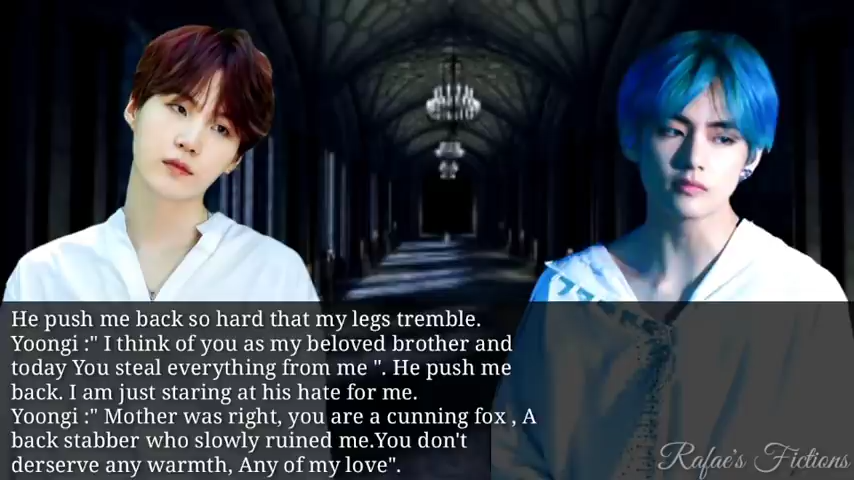 He push me back so hard that my legs tremble.
Yoongi :" I think of you as my beloved brother and
today You steal everything from me ". He push me
back. I am just staring at his hate for me.
Yoongi :" Mother was right, you are a cunning fox , A
back stabber who slowly ruined me.You don't
derserve any warmth, Any of my love".
Rafae's Fictions